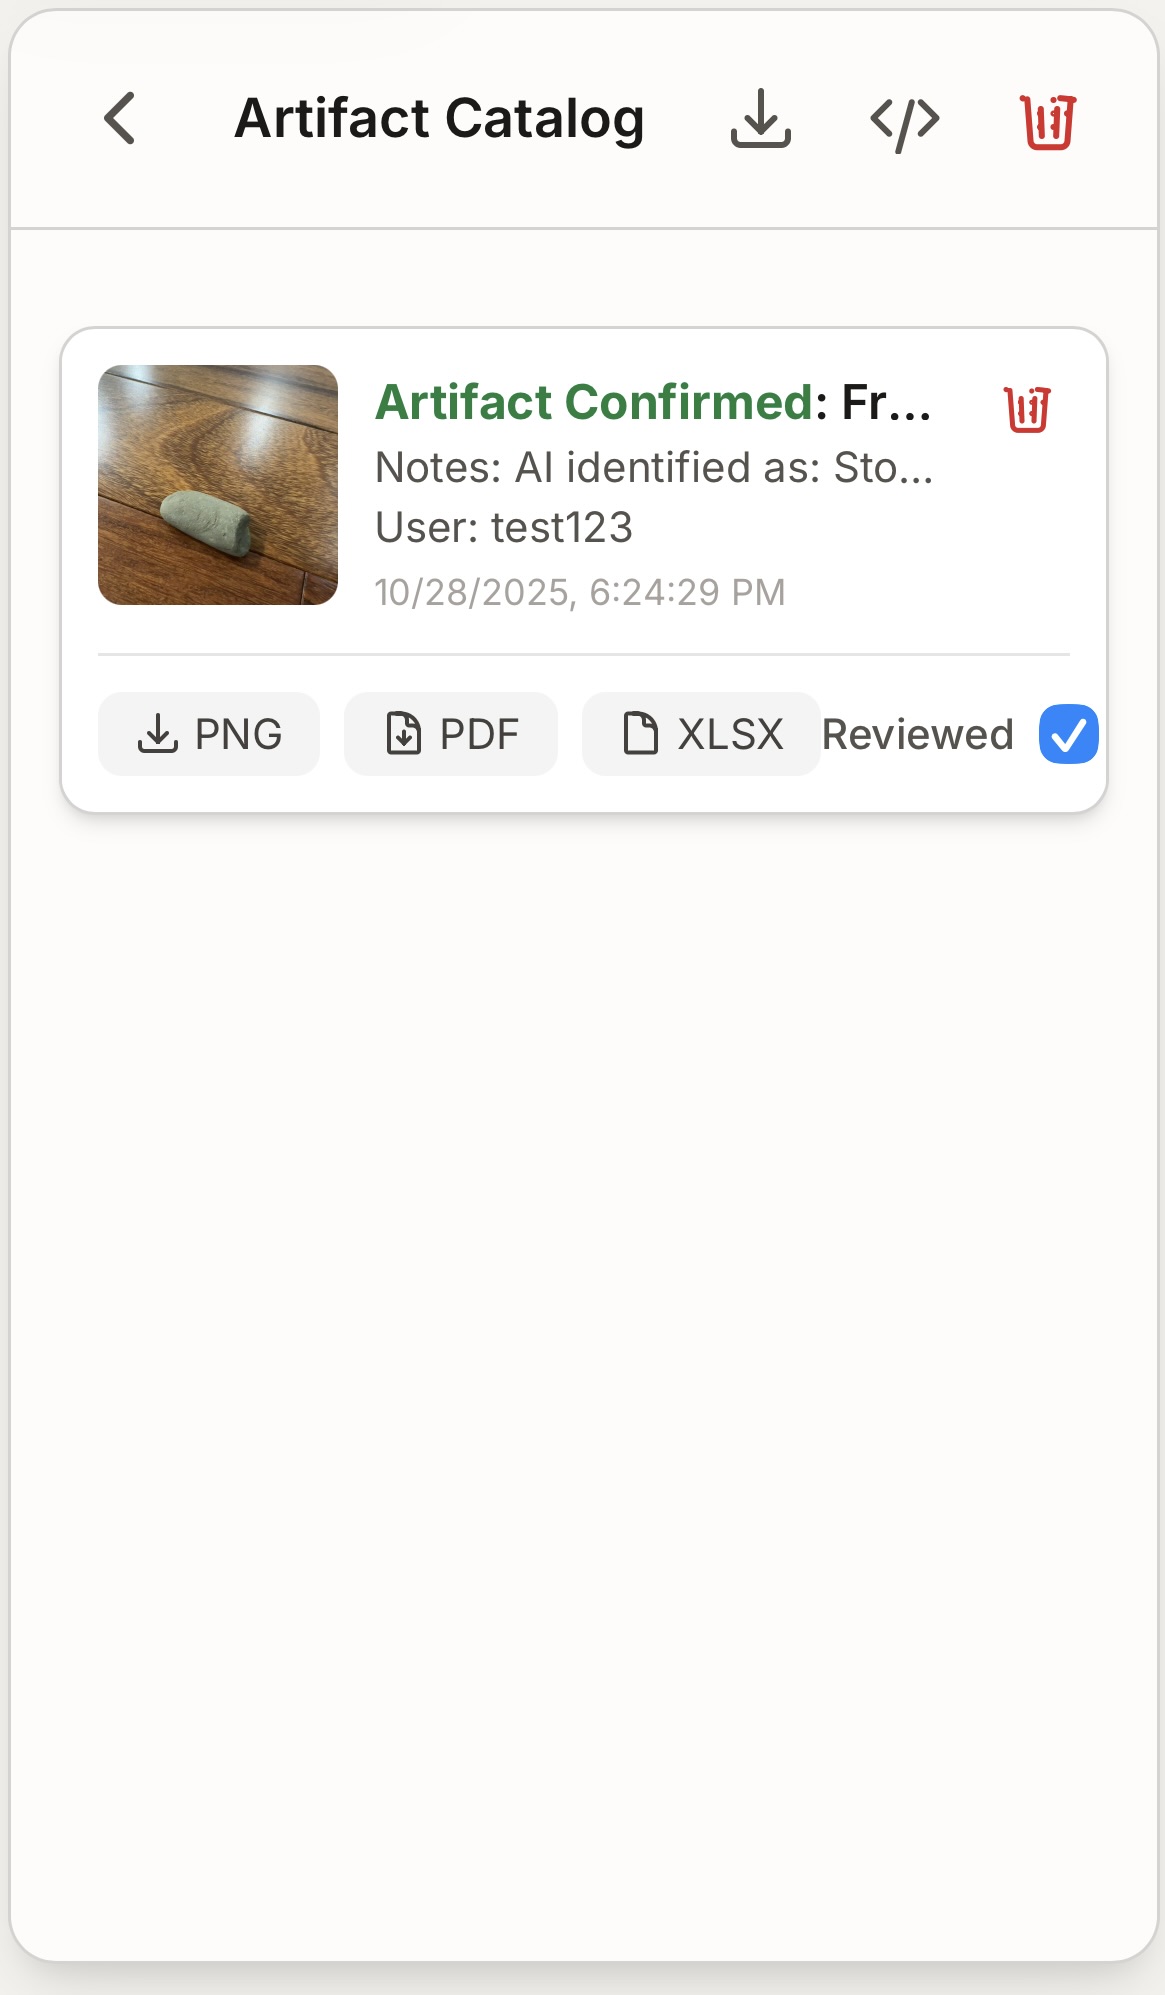 Artifact Catalog
Artifact Confirmed: Fr...
Notes: AI identified as: Sto...
User: test123
10/28/2025, 6:24:29 PM
PNG PDF XLSX Reviewed